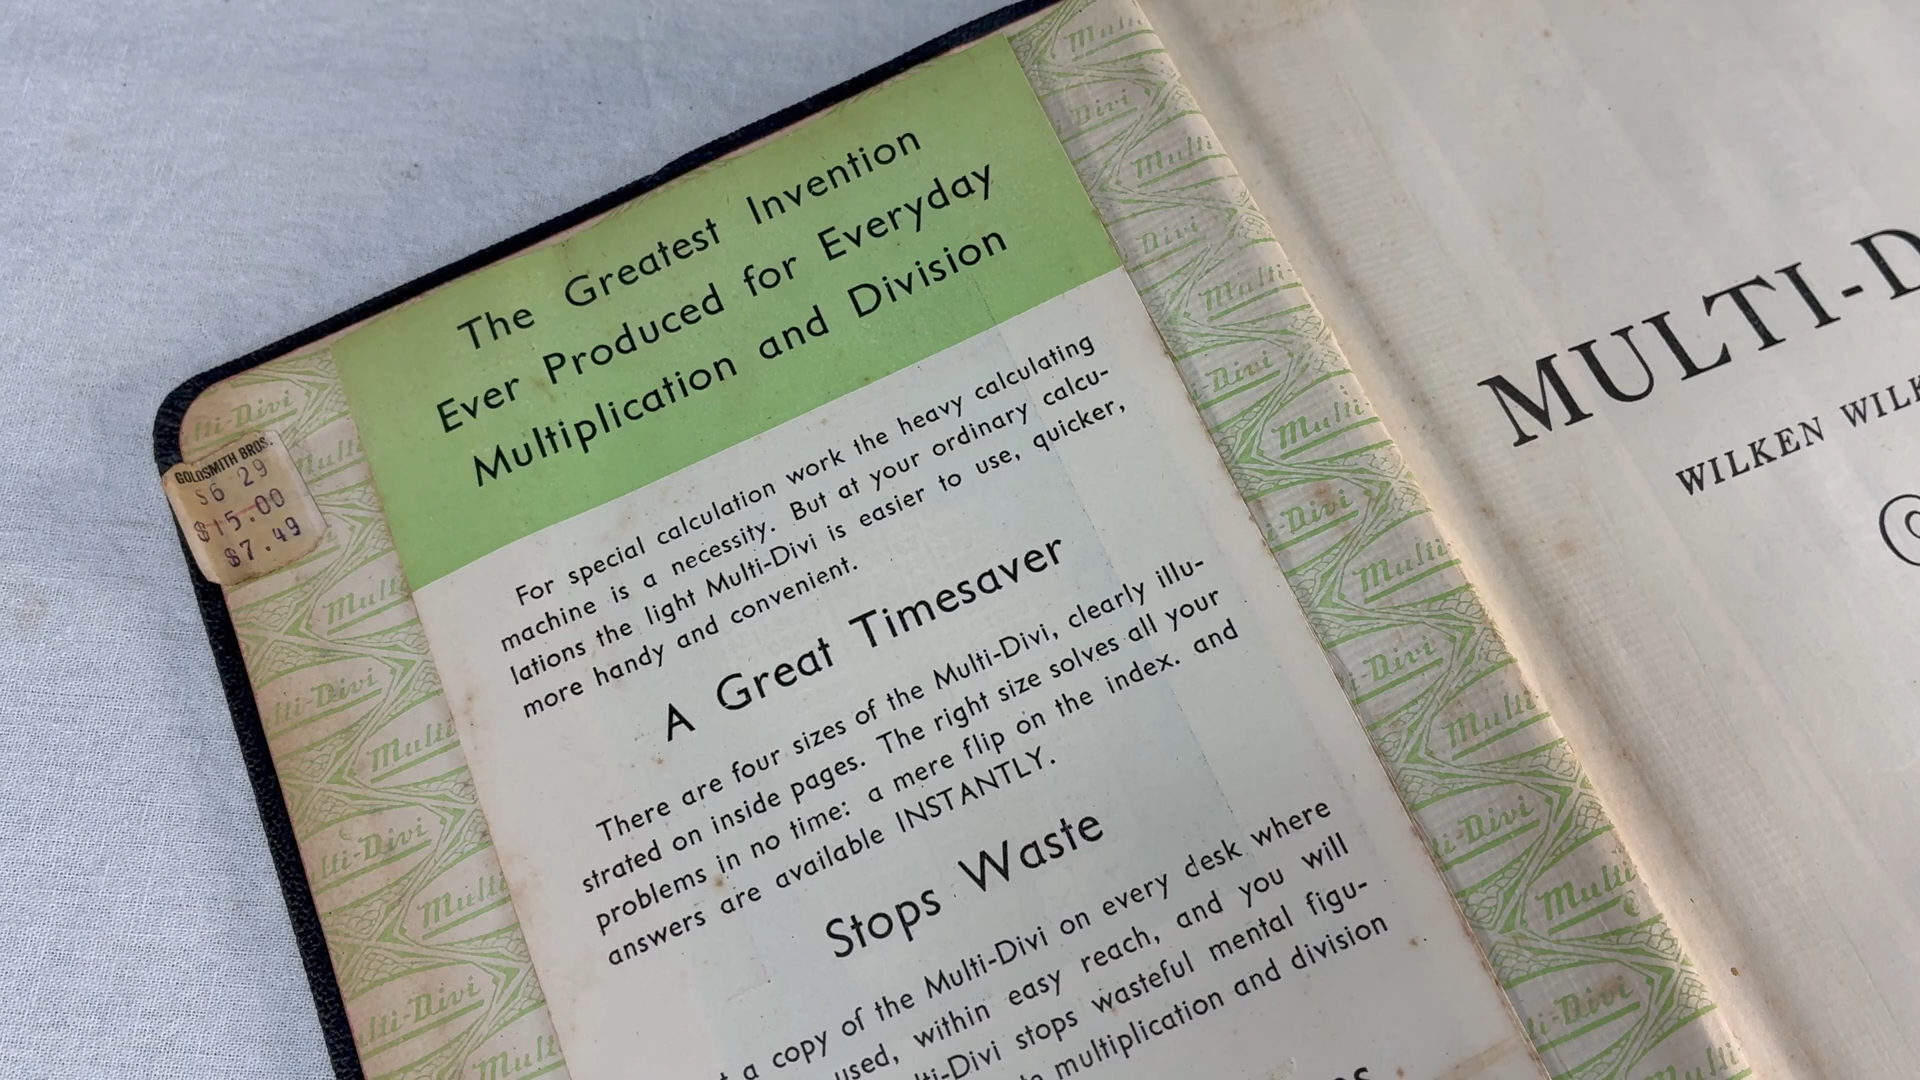 The Greatest Invention
Ever Produced for Everyday
Multiplication and Division
For special calculation work the heavy calculating
machine is a necessity. But at your ordinary calcu-
lations the light Multi-Divi is easier to use, quicker,
more handy and convenient.
A Great Timesaver
There are four sizes of the Multi-Divi, clearly illu-
strated on inside pages. The right size solves all your
problems in no time: a mere flip on the index. and
answers are available INSTANTLY.
Stops Waste
a copy of the Multi-Divi on every desk where
used, within easy reach, and you will
lti-Divi stops wasteful mental figu-
multiplication and division
GOLDSMITH BROS.
S6 29
$15.00
$7.49
MULTI-D
WILKEN WILK